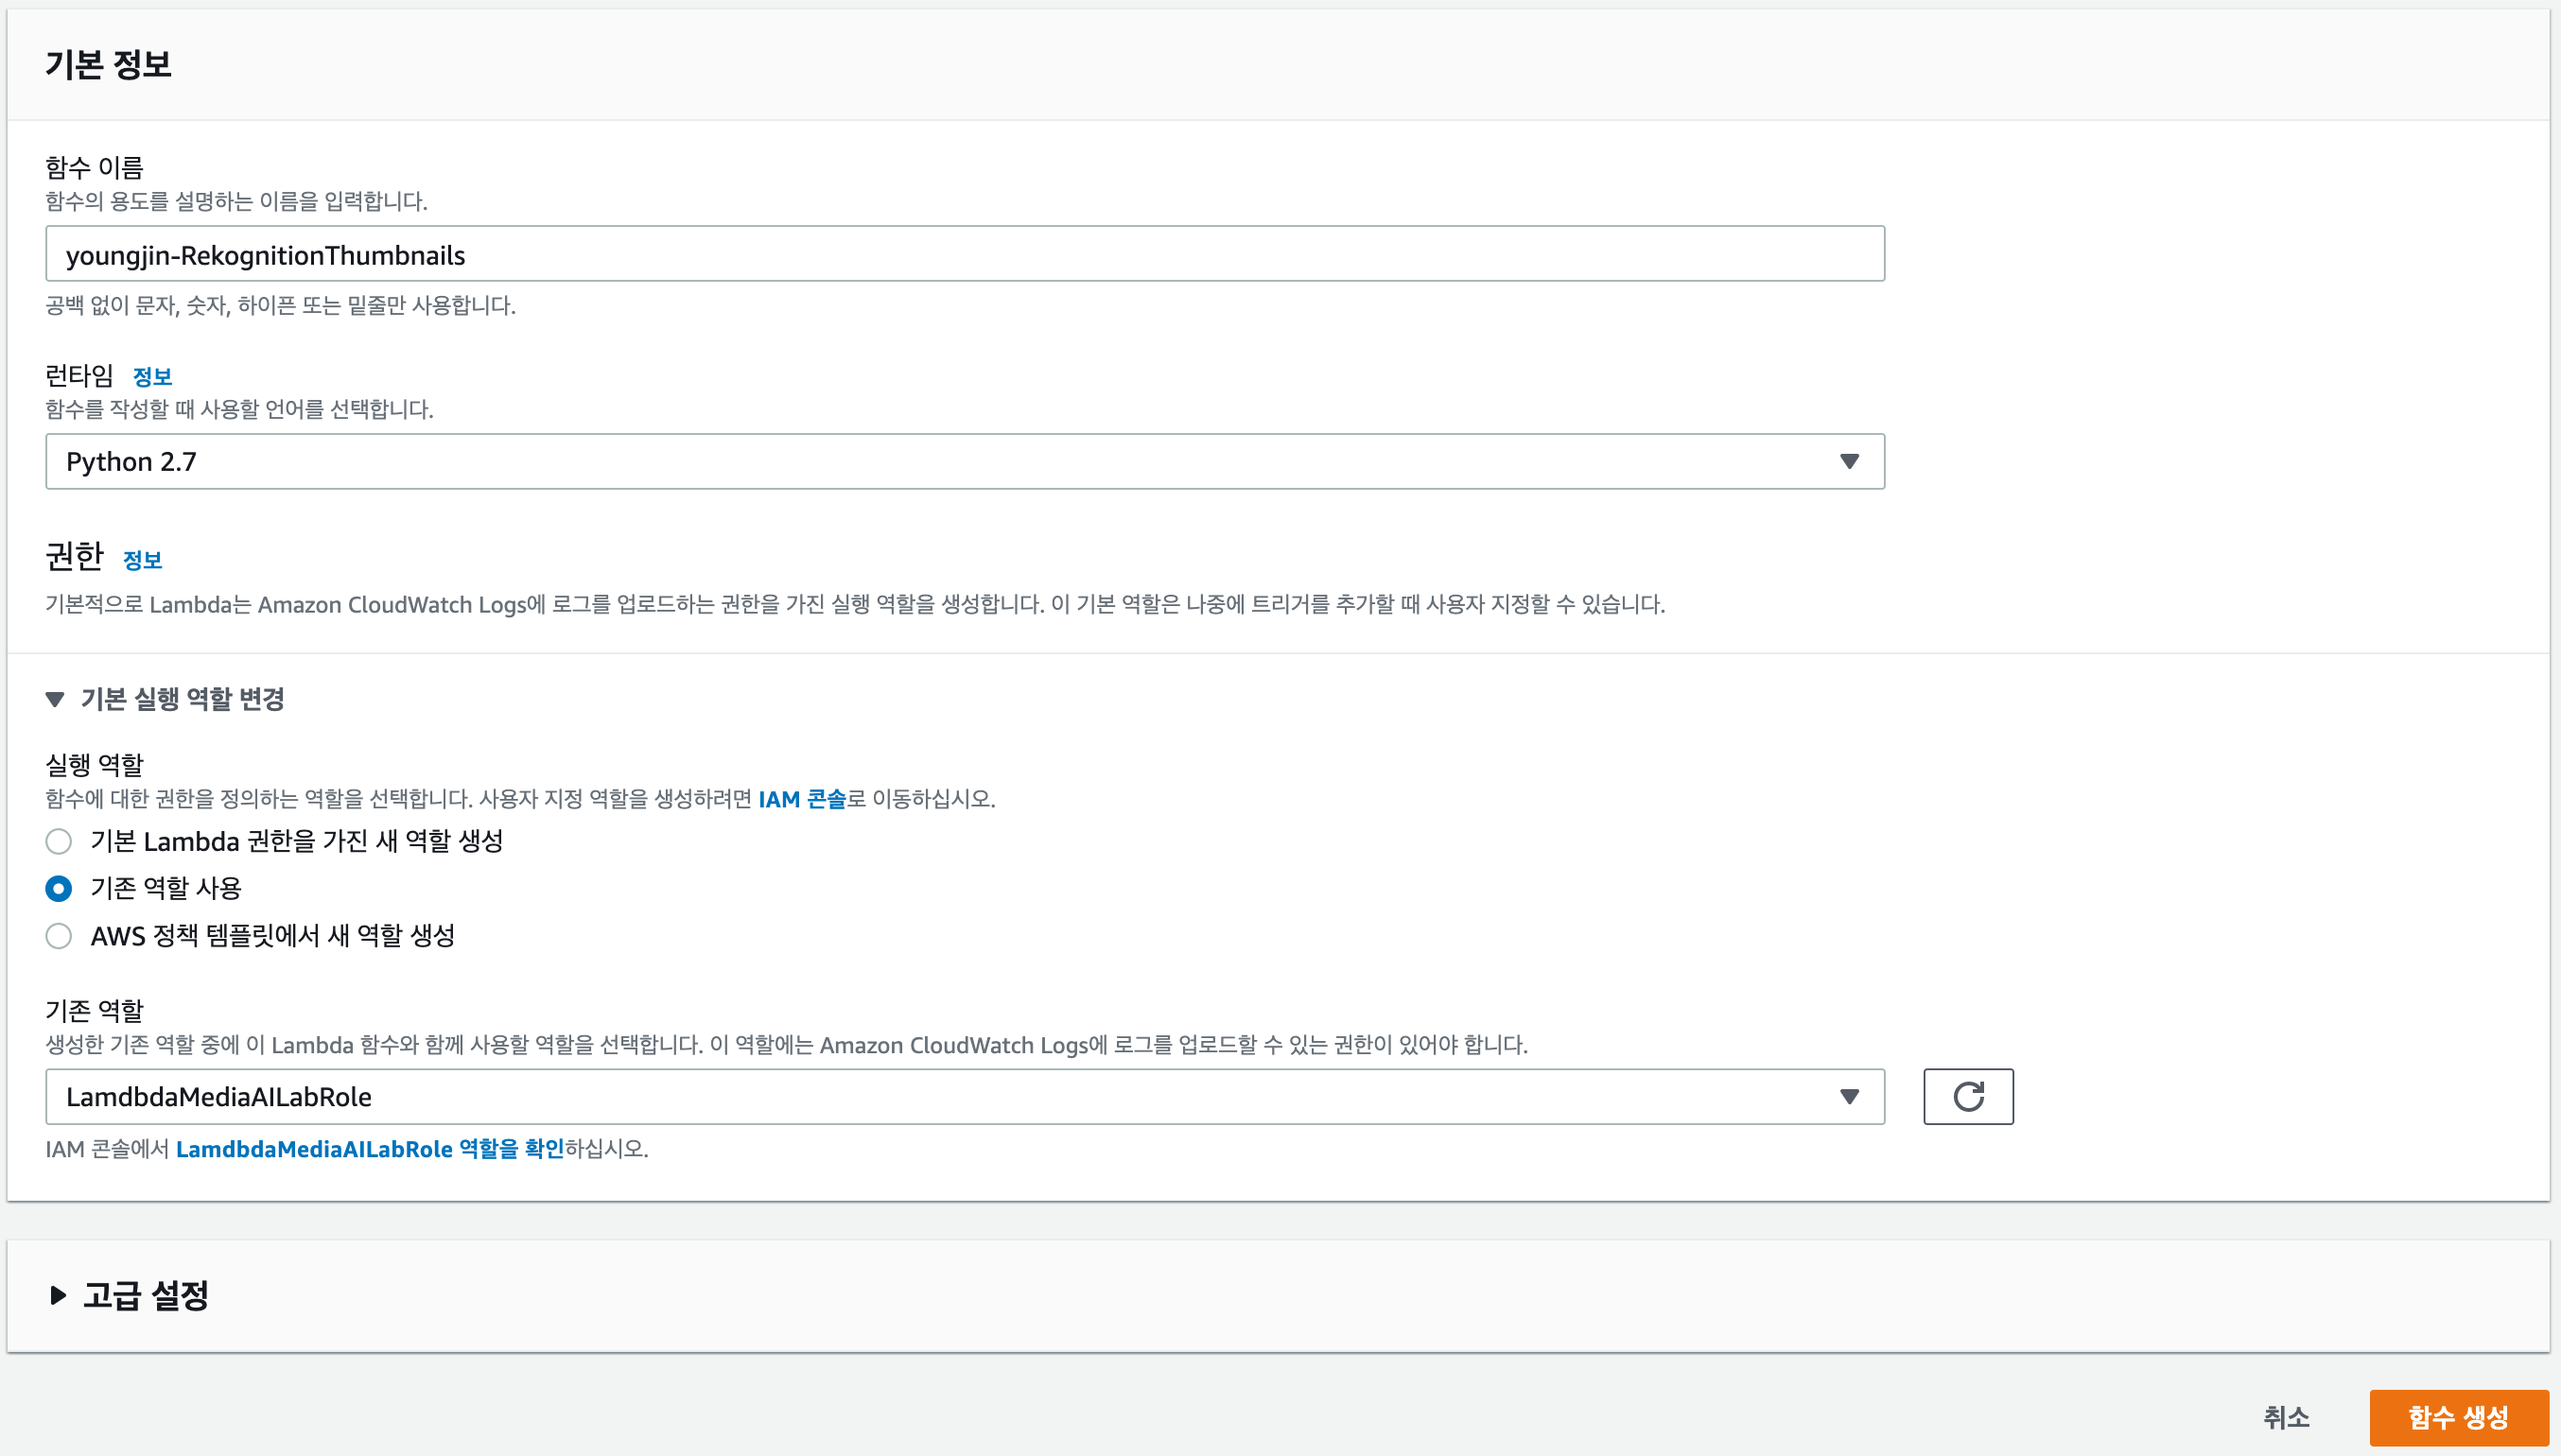 기본 정보
함수 이름
함수의 용도를 설명하는 이름을 입력합니다.
youngjin-RekognitionThumbnails
공백 없이 문자, 숫자, 하이픈 또는 밑줄만 사용합니다.
런타임 정보
함수를 작성할 때 사용할 언어를 선택합니다.
Python 2.7
권한 정보
기본적으로 Lambda는 Amazon CloudWatch Logs에 로그를 업로드하는 권한을 가진 실행 역할을 생성합니다. 이 기본 역할은 나중에 트리거를 추가할 때 사용자 지정할 수 있습니다.
기본 실행 역할 변경
실행 역할
함수에 대한 권한을 정의하는 역할을 선택합니다. 사용자 지정 역할을 생성하려면 IAM 콘솔로 이동하십시오.
기본 Lambda 권한을 가진 새 역할 생성
기존 역할 사용
AWS 정책 템플릿에서 새 역할 생성
기존 역할
생성한 기존 역할 중에 이 Lambda 함수와 함께 사용할 역할을 선택합니다. 이 역할에는 Amazon CloudWatch Logs에 로그를 업로드할 수 있는 권한이 있어야 합니다.
LamdbdaMediaAILabRole
IAM 콘솔에서 LamdbdaMediaAILabRole 역할을 확인하십시오.
고급 설정
취소 함수 생성